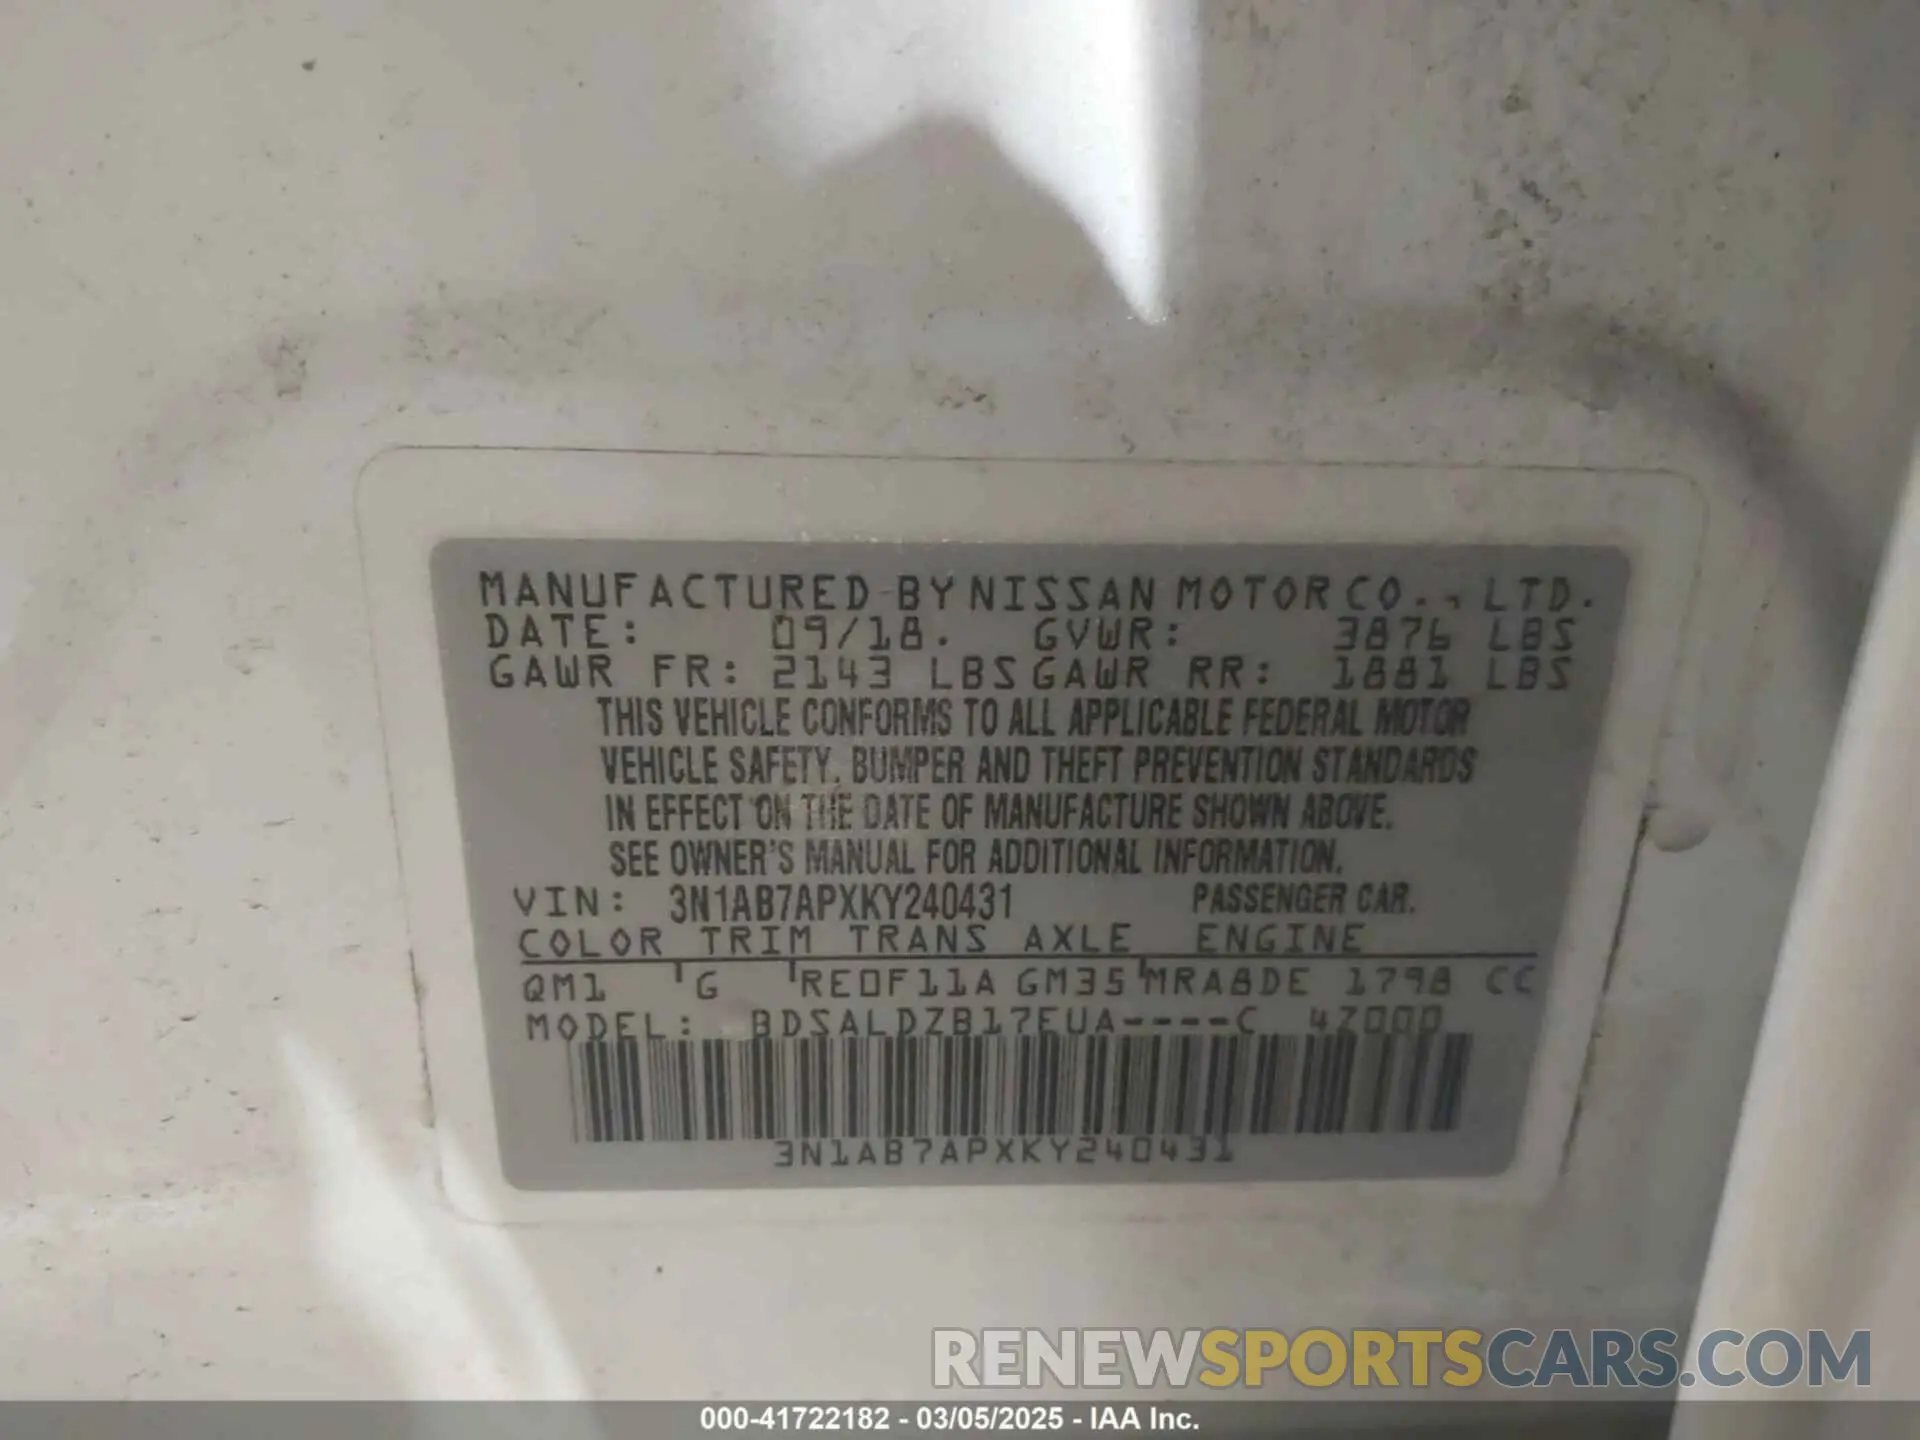 MANUFACTURED BY NISSAN MOTOR CO., LTD.
DATE: 09/18. GVWR: 3876 LBS
GAWR FR: 2143 LBS GAWR RR: 1881 LBS
THIS VEHICLE CONFORMS TO ALL APPLICABLE FEDERAL MOTOR
VEHICLE SAFETY, BUMPER AND THEFT PREVENTION STANDARDS
IN EFFECT ON THE DATE OF MANUFACTURE SHOWN ABOVE.
SEE OWNER'S MANUAL FOR ADDITIONAL INFORMATION.
VIN: 3N1AB7APXKY240431 PASSENGER CAR.
COLOR TRIM TRANS AXLE ENGINE
QM1 G RE0F11A GM35 MRA8DE 1798 CC
MODEL: BDSALDZB17EUA----C 4Z000
3N1AB7APXKY240431
RENEWSPORTSCARS.COM
000-41722182 - 03/05/2025 - IAA Inc.